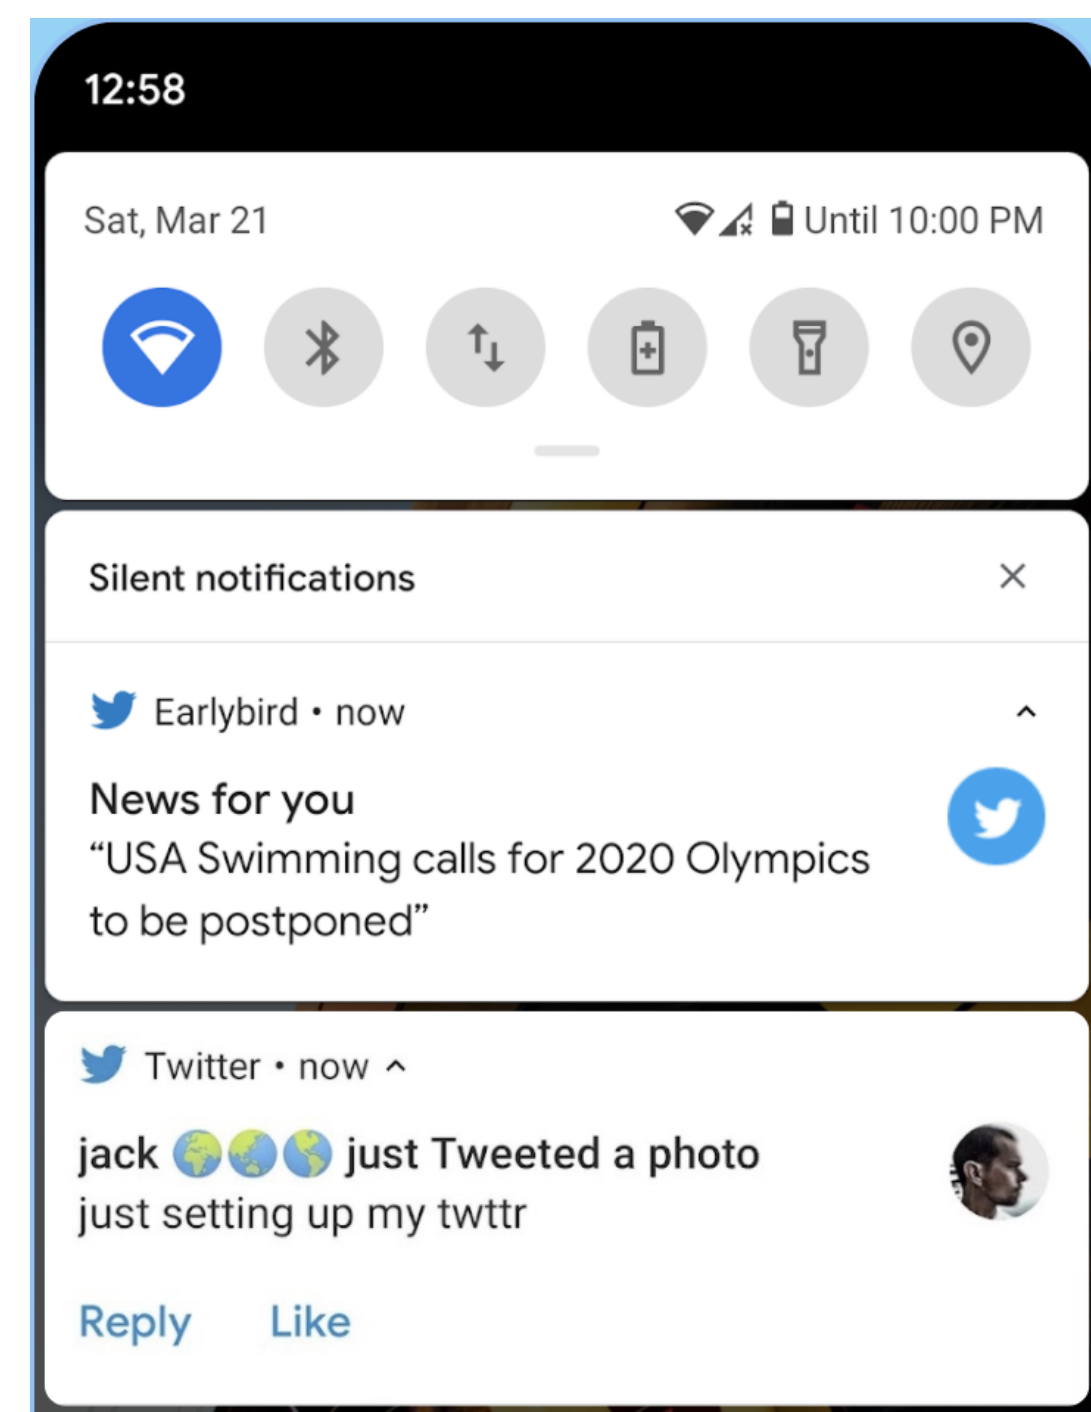 12:58
Sat, Mar 21
Until 10:00 PM
Silent notifications
Earlybird • now
News for you
“USA Swimming calls for 2020 Olympics
to be postponed”
Twitter • now
jack 🌍🌏🌎 just Tweeted a photo
just setting up my twttr
Reply Like